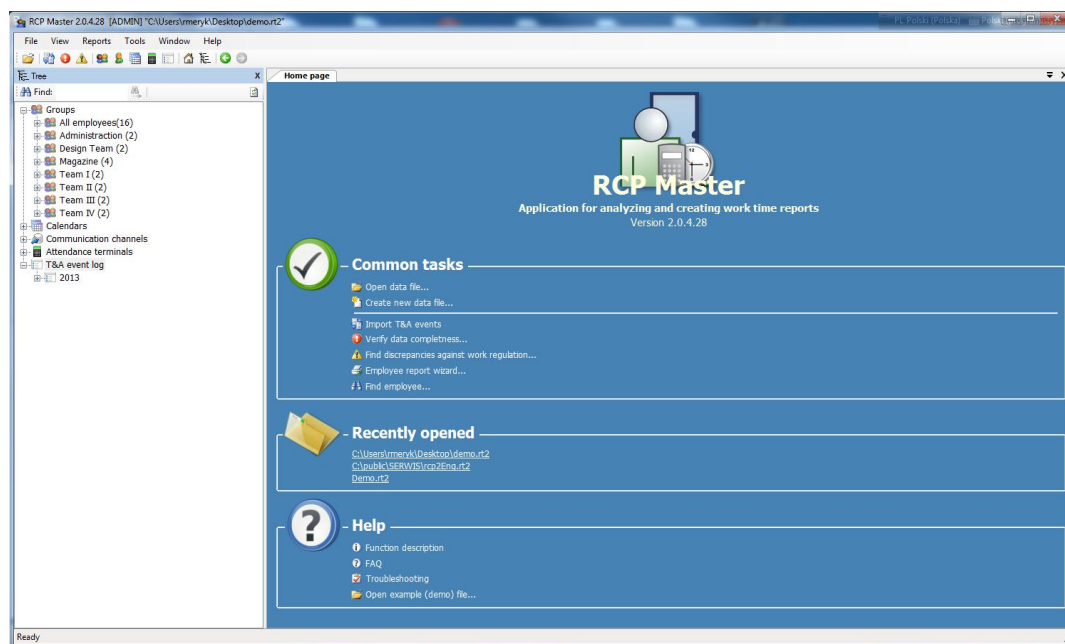 RCP Master 2.0.4.28 [ADMIN] "C:\Users\rmeryk\Desktop\demo.rt2"
PL Polski (Polska)
File View Reports Tools Window Help
Tree X
Home page
Find:
Groups
All employees(16)
Administraction (2)
Design Team (2)
Magazine (4)
Team I (2)
Team II (2)
Team III (2)
Team IV (2)
Calendars
Communication channels
Attendance terminals
T&A event log
2013
RCP Master
Application for analyzing and creating work time reports
Version 2.0.4.28
Common tasks
Open data file...
Create new data file...
Import T&A events
Verify data completness...
Find discrepancies against work regulation...
Employee report wizard...
Find employee...
Recently opened
C:\Users\rmeryk\Desktop\demo.rt2
C:\public\SERWIS\rcp2Eng.rt2
Demo.rt2
Help
Function description
FAQ
Troubleshooting
Open example (demo) file...
Ready